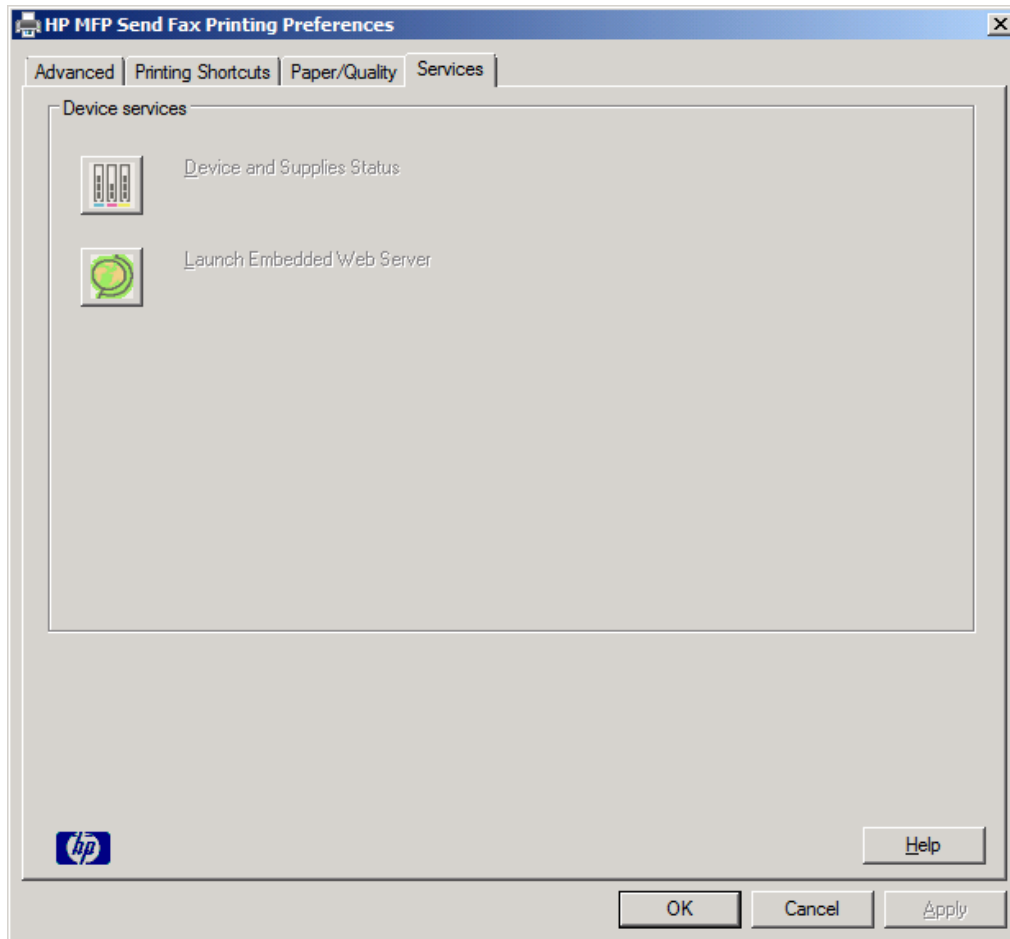 HP MFP Send Fax Printing Preferences
Advanced Printing Shortcuts Paper/Quality Services
Device services
Device and Supplies Status
Launch Embedded Web Server
hp
Help
OK Cancel Apply